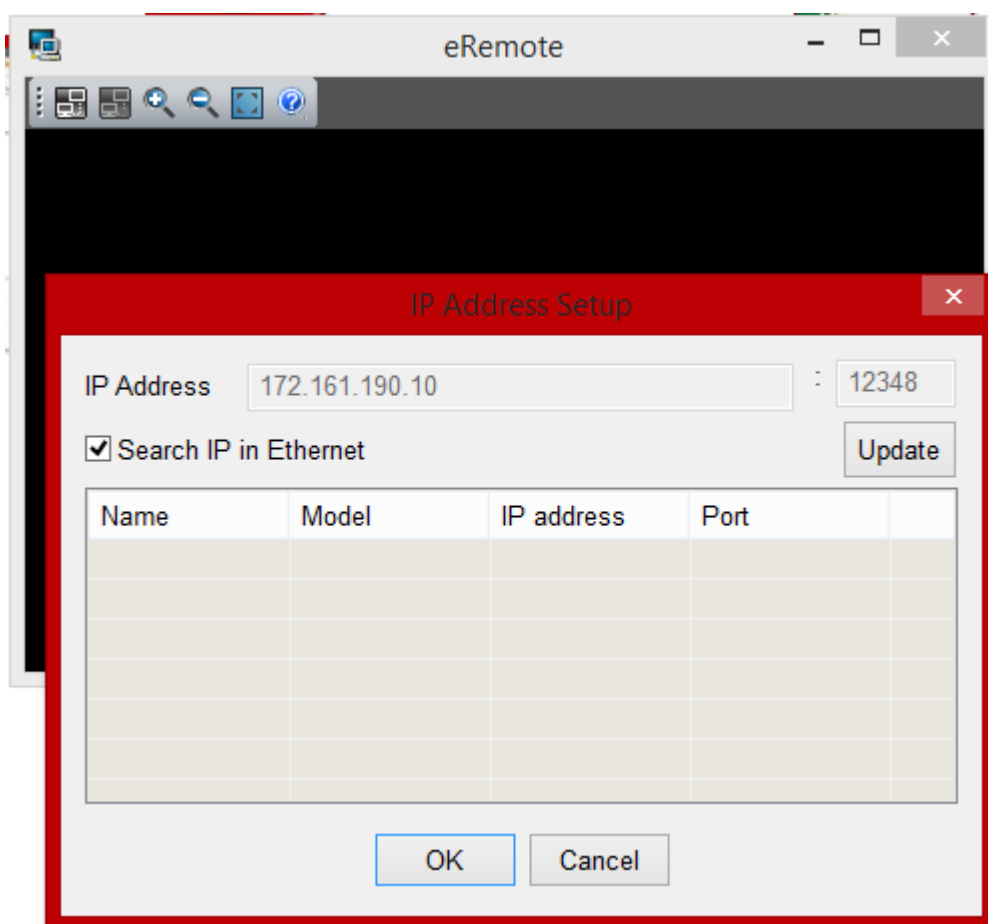 eRemote
IP Address Setup
IP Address 172.161.190.10 : 12348
Search IP in Ethernet Update
Name Model IP address Port
OK Cancel